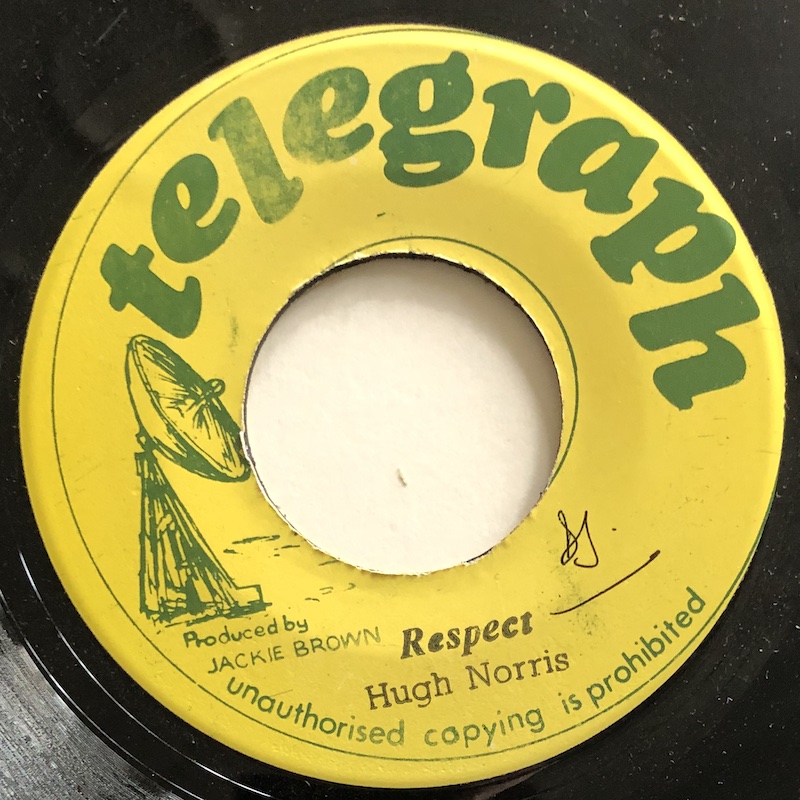 telegraph
Produced by
JACKIE BROWN
Respect
Hugh Norris
unauthorised copying is prohibited